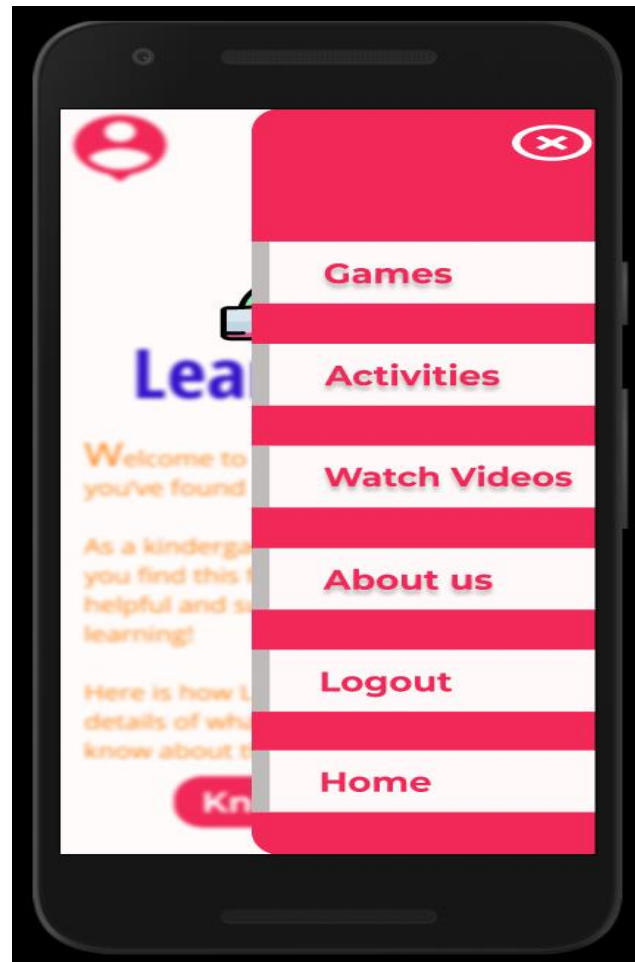 Games
Activities
Watch Videos
About us
Logout
Home
Lea
Welcome to
you've found
As a kinderga
you find this
helpful and s
learning!
Here is how L
details of wha
know about t
Kn